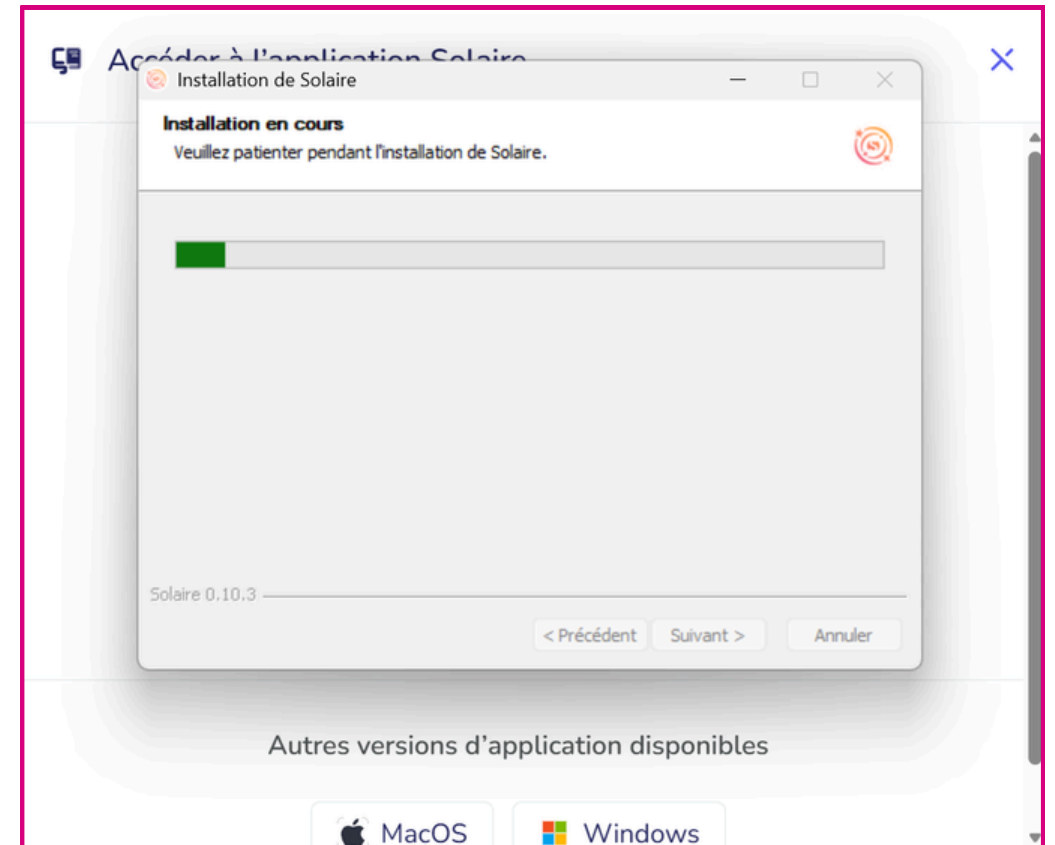 Accéder à l'application Solaire
Installation de Solaire
Installation en cours
Veuillez patienter pendant l'installation de Solaire.
Solaire 0.10.3
< Précédent Suivant > Annuler
Autres versions d'application disponibles
MacOS Windows